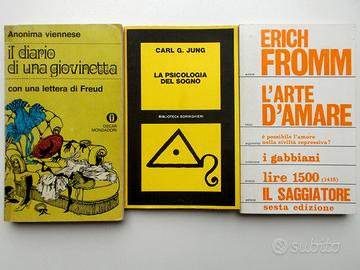 Anonima viennese
il diario
di una giovinetta
con una lettera di Freud
OSCAR
MONDADORI
CARL G. JUNG
LA PSICOLOGIA
DEL SOGNO
BIBLIOTECA BORINGHIERI
ERICH
FROMM
L'ARTE
D'AMARE
è possibile l'amore
nella civiltà repressiva?
i gabbiani
lire 1500 (1415)
IL SAGGIATORE
sesta edizione
subito